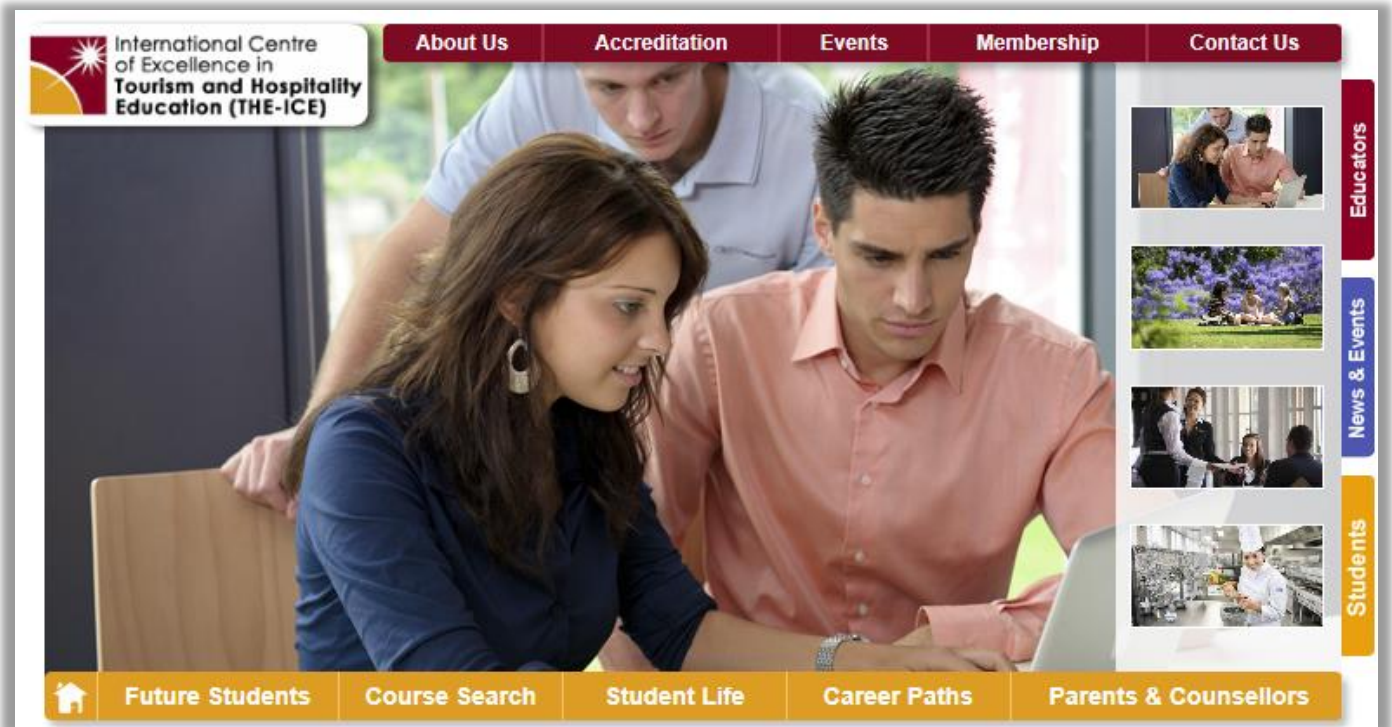 International Centre
of Excellence in
Tourism and Hospitality
Education (THE-ICE)
About Us Accreditation Events Membership Contact Us
Educators
News & Events
Students
Future Students Course Search Student Life Career Paths Parents & Counsellors